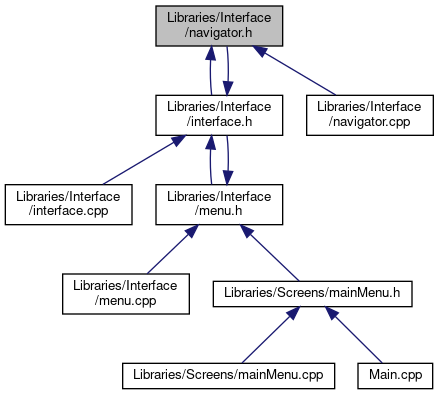 Libraries/Interface
/navigator.h
Libraries/Interface
/interface.h
Libraries/Interface
/navigator.cpp
Libraries/Interface
/interface.cpp
Libraries/Interface
/menu.h
Libraries/Interface
/menu.cpp
Libraries/Screens/mainMenu.h
Libraries/Screens/mainMenu.cpp
Main.cpp